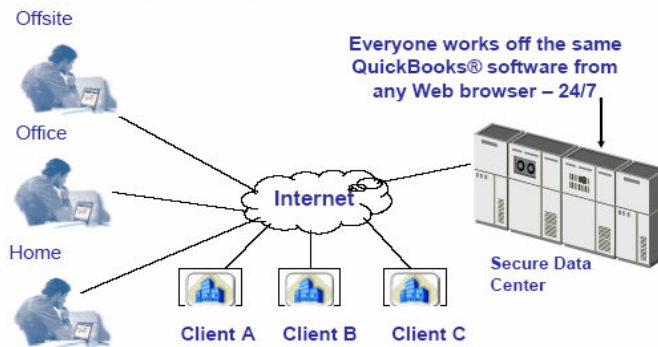 Offsite
Everyone works off the same
QuickBooks® software from
any Web browser – 24/7
Office
Internet
Home
Secure Data
Center
Client A
Client B
Client C